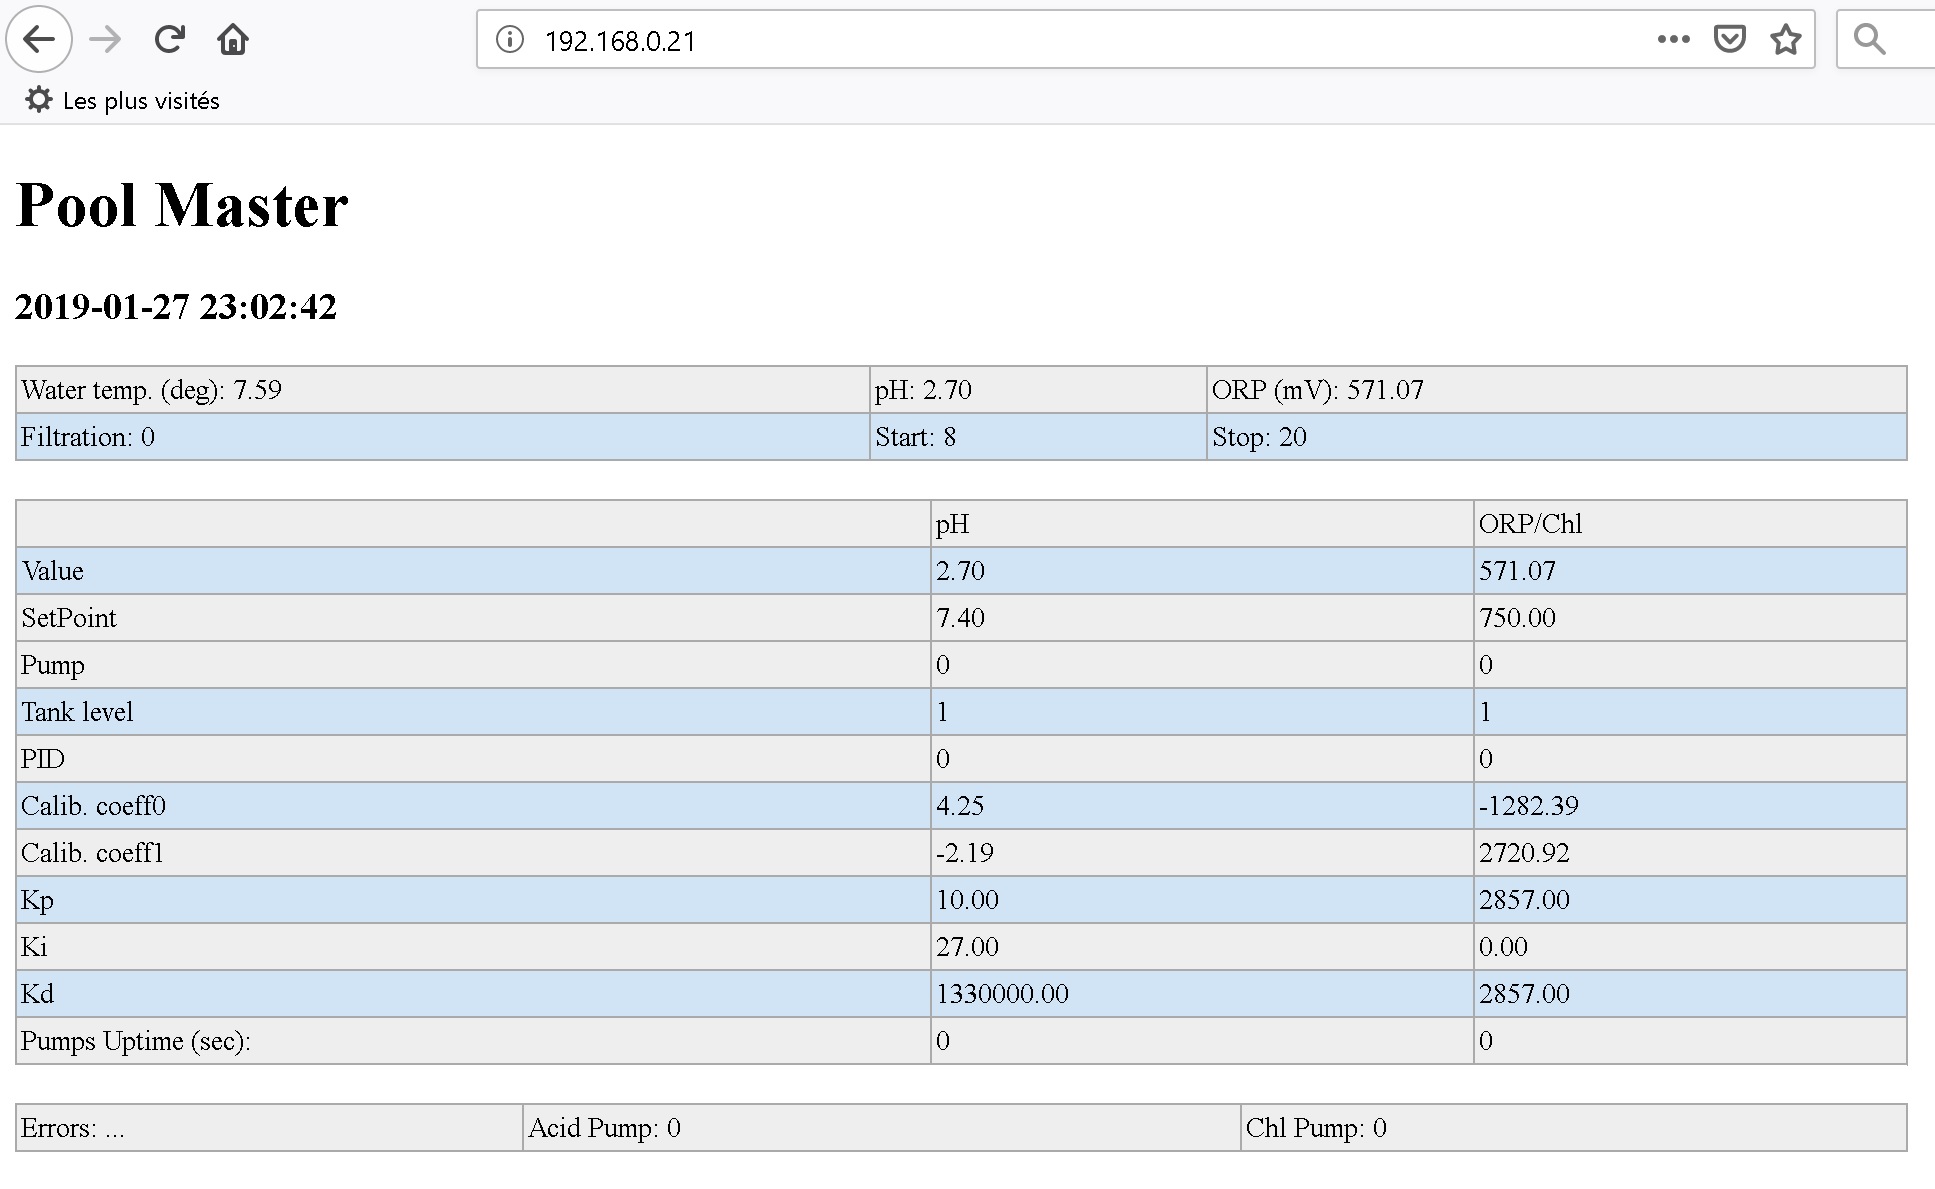 192.168.0.21
Les plus visités
Pool Master
2019-01-27 23:02:42
Water temp. (deg): 7.59 pH: 2.70 ORP (mV): 571.07
Filtration: 0 Start: 8 Stop: 20
pH ORP/Chl
Value 2.70 571.07
SetPoint 7.40 750.00
Pump 0 0
Tank level 1 1
PID 0 0
Calib. coeff0 4.25 -1282.39
Calib. coeff1 -2.19 2720.92
Kp 10.00 2857.00
Ki 27.00 0.00
Kd 1330000.00 2857.00
Pumps Uptime (sec): 0 0
Errors: ... Acid Pump: 0 Chl Pump: 0